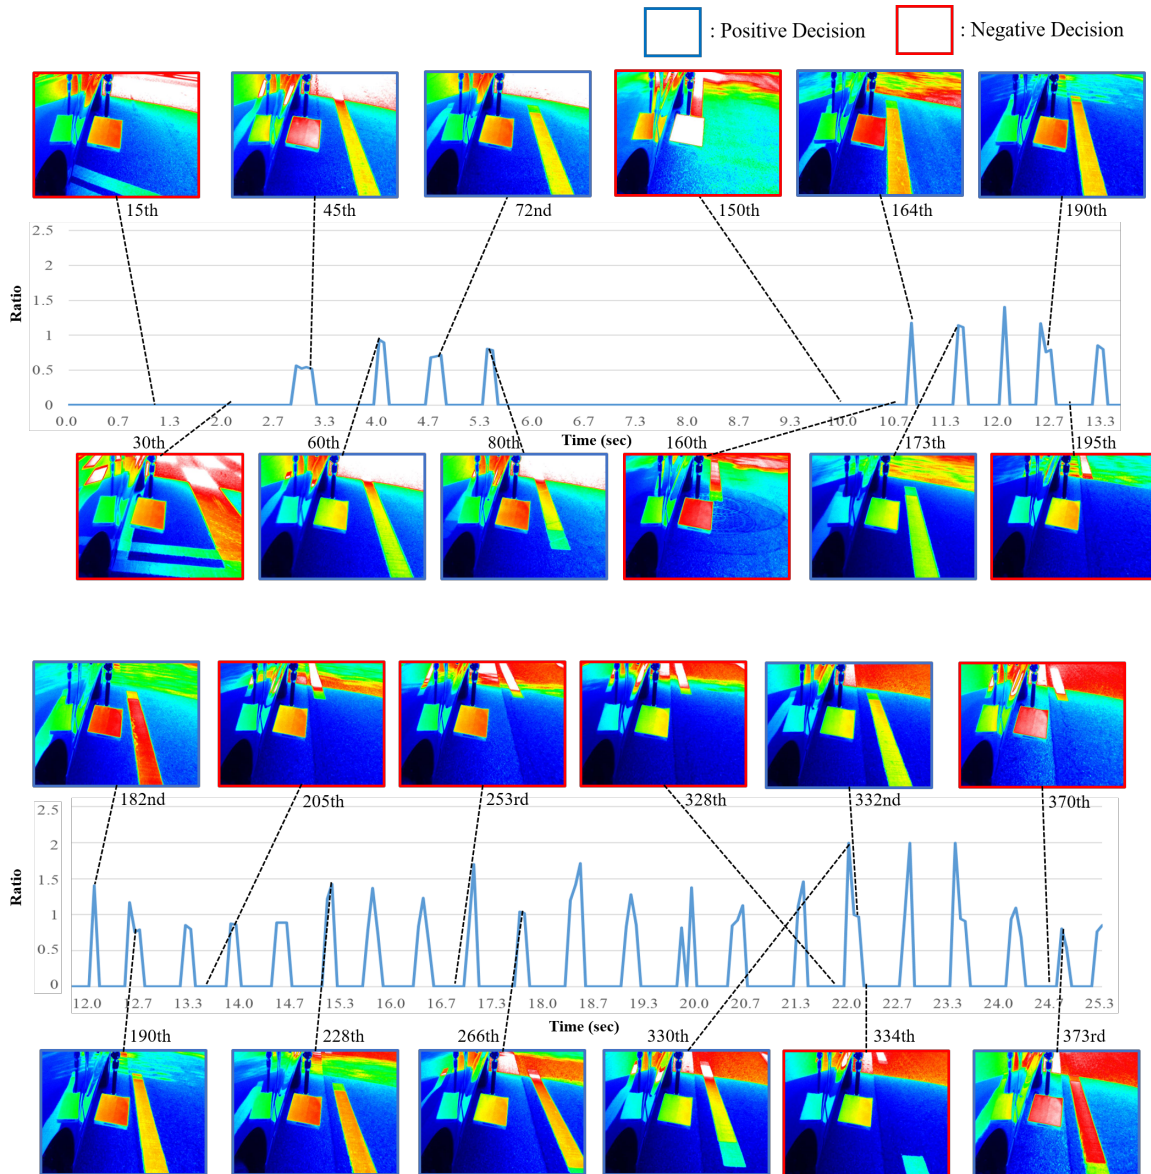 : Positive Decision
: Negative Decision
15th
45th
72nd
150th
164th
190th
2.5
2
1.5
1
0.5
0
Ratio
0.0 0.7 1.3 2.0 2.7 3.3 4.0 4.7 5.3 6.0 6.7 7.3 8.0 8.7 9.3 10.0 10.7 11.3 12.0 12.7 13.3
Time (sec)
30th
60th
80th
160th
173th
195th
182nd
205th
253rd
328th
332nd
370th
2.5
2
1.5
1
0.5
0
Ratio
12.0 12.7 13.3 14.0 14.7 15.3 16.0 16.7 17.3 18.0 18.7 19.3 20.0 20.7 21.3 22.0 22.7 23.3 24.0 24.7 25.3
Time (sec)
190th
228th
266th
330th
334th
373rd